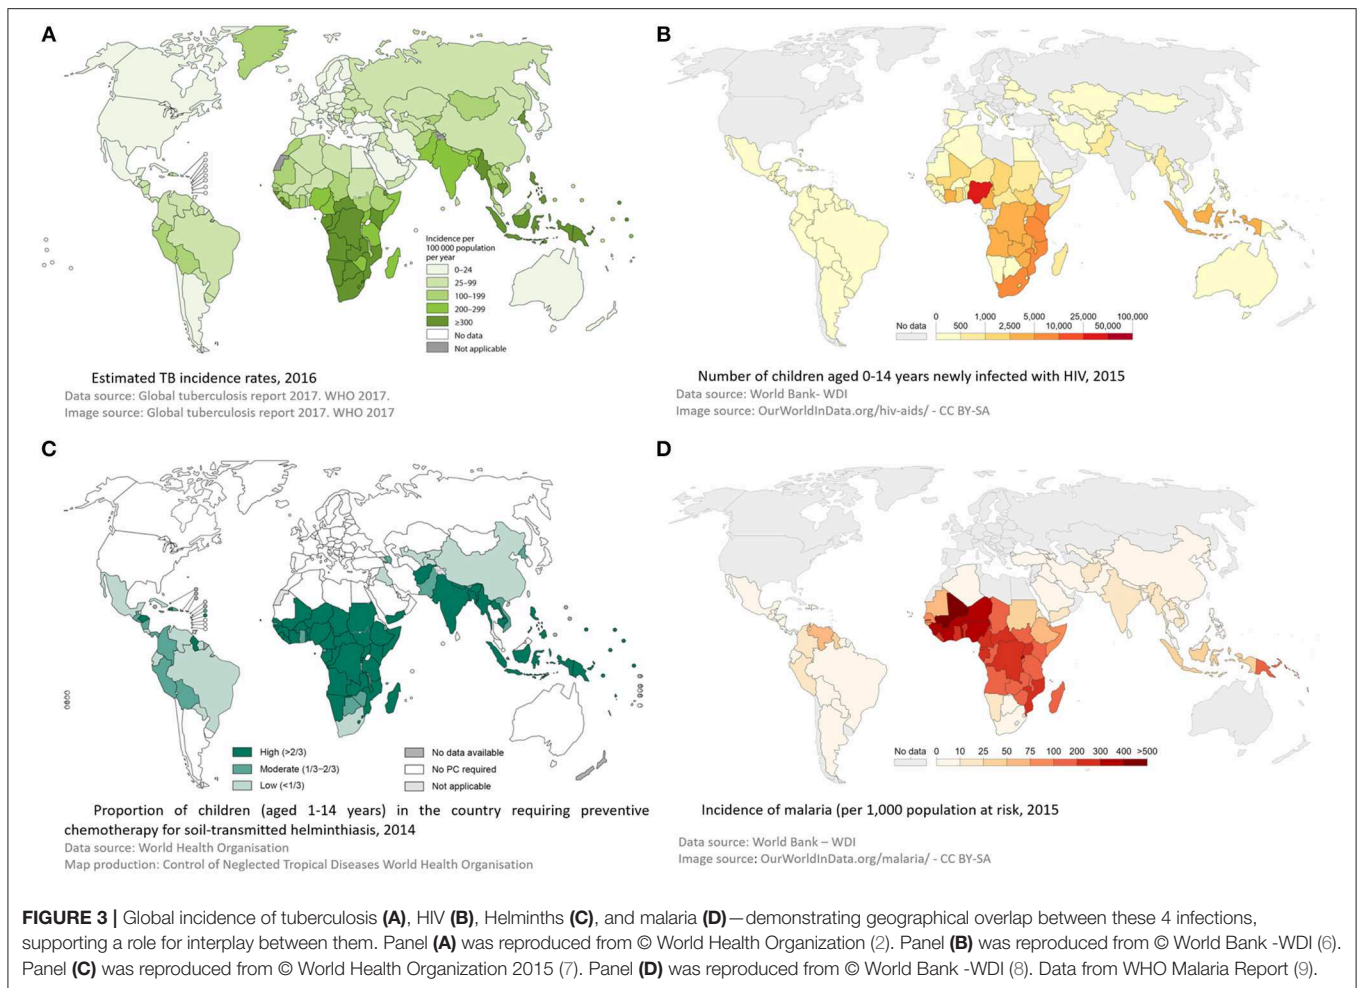 A
Incidence per
100 000 population
per year
0–24
25–99
100–199
200–299
≥300
No data
Not applicable
Estimated TB incidence rates, 2016
Data source: Global tuberculosis report 2017. WHO 2017.
Image source: Global tuberculosis report 2017. WHO 2017
B
No data
0 1,000 5,000 25,000 100,000
500 2,500 10,000 50,000
Number of children aged 0-14 years newly infected with HIV, 2015
Data source: World Bank- WDI
Image source: OurWorldInData.org/hiv-aids/ - CC BY-SA
C
High (>2/3)
Moderate (1/3–2/3)
Low (<1/3)
No data available
No PC required
Not applicable
Proportion of children (aged 1-14 years) in the country requiring preventive
chemotherapy for soil-transmitted helminthiasis, 2014
Data source: World Health Organisation
Map production: Control of Neglected Tropical Diseases World Health Organisation
D
No data 0 10 25 50 75 100 200 300 400 >500
Incidence of malaria (per 1,000 population at risk, 2015
Data source: World Bank – WDI
Image source: OurWorldInData.org/malaria/ - CC BY-SA
FIGURE 3 | Global incidence of tuberculosis (A), HIV (B), Helminths (C), and malaria (D)—demonstrating geographical overlap between these 4 infections,
supporting a role for interplay between them. Panel (A) was reproduced from © World Health Organization (2). Panel (B) was reproduced from © World Bank -WDI (6).
Panel (C) was reproduced from © World Health Organization 2015 (7). Panel (D) was reproduced from © World Bank -WDI (8). Data from WHO Malaria Report (9).